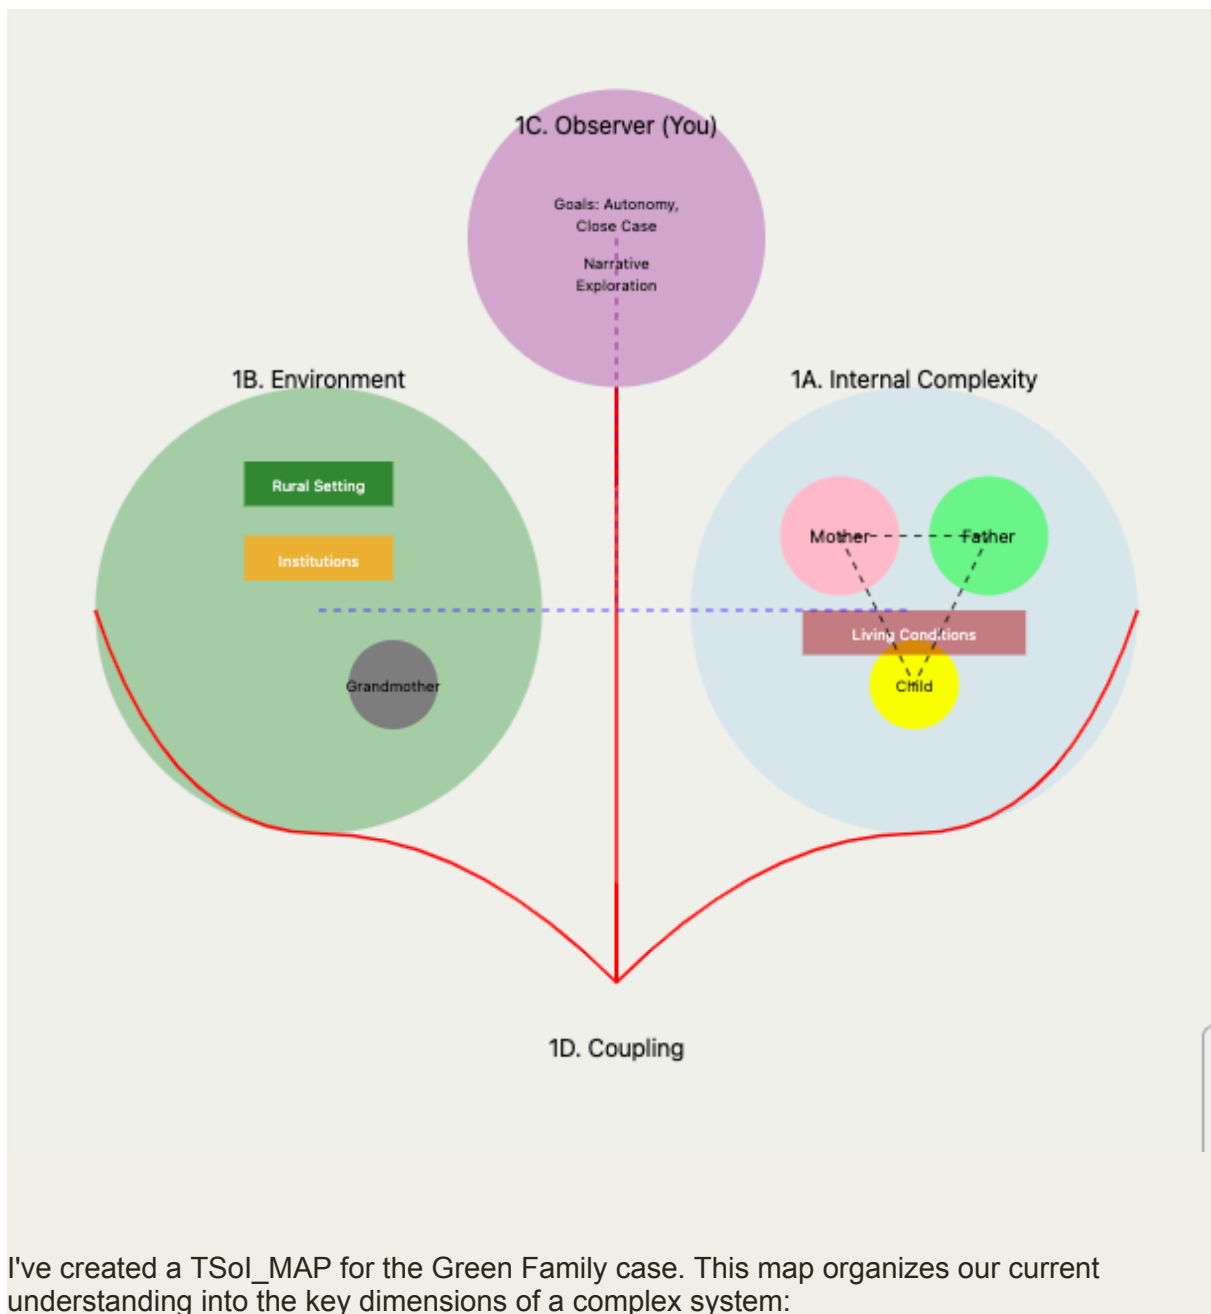 1C. Observer (You)
Goals: Autonomy,
Close Case
Narrative
Exploration
1B. Environment
1A. Internal Complexity
Rural Setting
Institutions
Grandmother
Mother
Father
Living Conditions
Child
1D. Coupling
I've created a TSoI_MAP for the Green Family case. This map organizes our current
understanding into the key dimensions of a complex system: